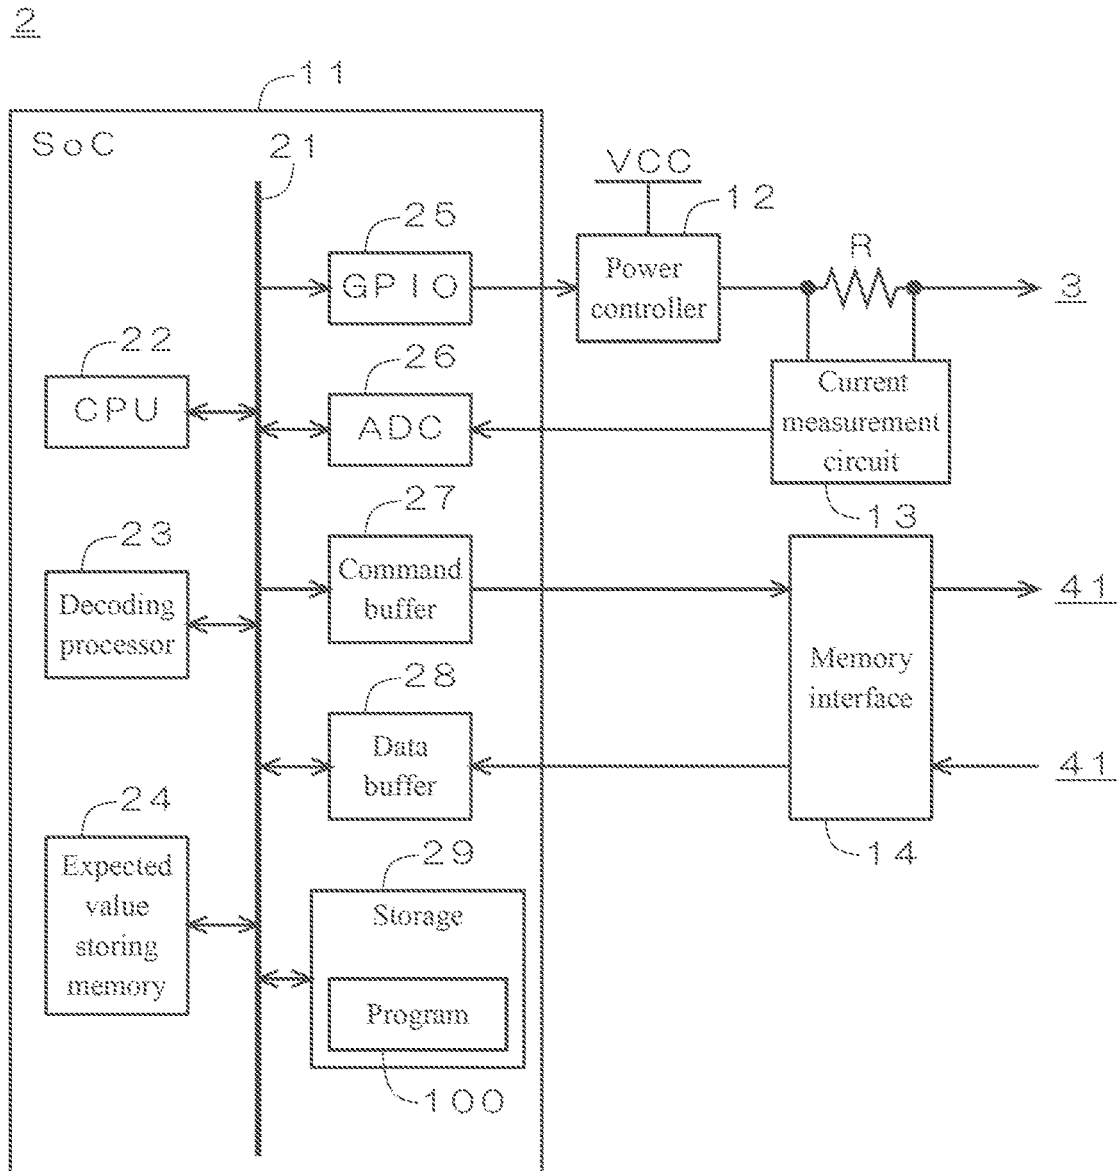 2
11
SoC
21
VCC
12
25
GPIO
Power
controller
R
3
22
CPU
26
ADC
Current
measurement
circuit
13
27
Command
buffer
23
Decoding
processor
41
Memory
interface
28
Data
buffer
41
14
24
Expected
value
storing
memory
29
Storage
Program
100